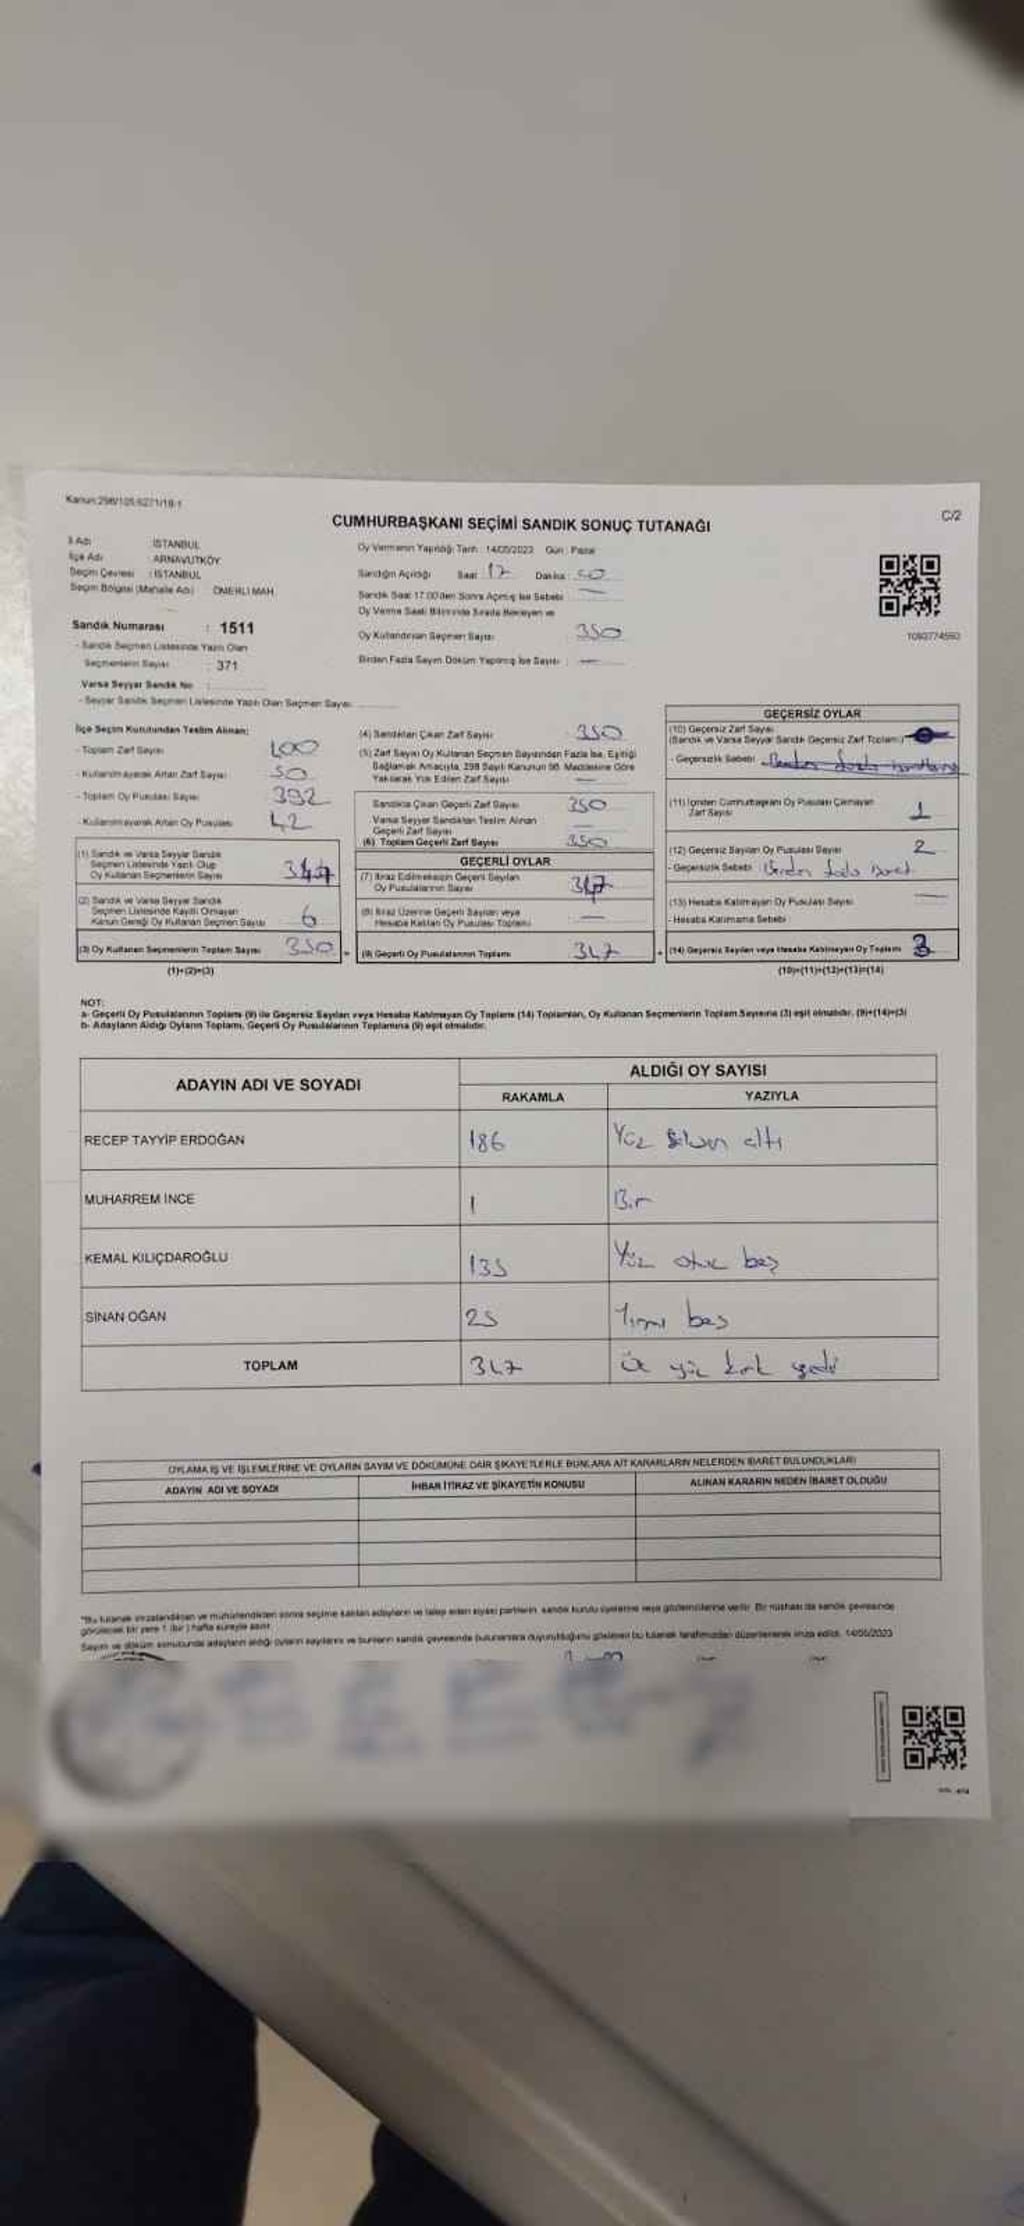 Kanun:298/105,6271/18-1
C/2
CUMHURBAŞKANI SEÇİMİ SANDIK SONUÇ TUTANAĞI
İl Adı : İSTANBUL
İlçe Adı : ARNAVUTKÖY
Seçim Çevresi : İSTANBUL
Seçim Bölgesi (Mahalle Adı) ÖMERLİ MAH.
Sandık Numarası : 1511
- Sandık Seçmen Listesinde Yazılı Olan
Seçmenlerin Sayısı : 371
Varsa Seyyar Sandık No :
- Seyyar Sandık Seçmen Listesinde Yazılı Olan Seçmen Sayısı
Oy Vermenin Yapıldığı Tarih : 14/05/2023 Gün : Pazar
Sandığın Açıldığı Saat : 17 Dakika : 50
Sandık Saat 17.00'den Sonra Açılmış İse Sebebi —
Oy Verme Saati Bitiminde Sırada Bekleyen ve
Oy Kullandırılan Seçmen Sayısı 350
Birden Fazla Sayım Döküm Yapılmış İse Sayısı : —
1090774560
İlçe Seçim Kurulundan Teslim Alınan;
- Toplam Zarf Sayısı 400
- Kullanılmayarak Artan Zarf Sayısı 50
- Toplam Oy Pusulası Sayısı 392
- Kullanılmayarak Artan Oy Pusulası 42
(1) Sandık ve Varsa Seyyar Sandık
Seçmen Listesinde Yazılı Olup
Oy Kullanan Seçmenlerin Sayısı
(2) Sandık ve Varsa Seyyar Sandık
Seçmen Listesinde Kayıtlı Olmayan
Kanun Gereği Oy Kullanan Seçmen Sayısı 6
(3) Oy Kullanan Seçmenlerin Toplam Sayısı 350
(1)+(2)=(3)
(4) Sandıktan Çıkan Zarf Sayısı 350
(5) Zarf Sayısı Oy Kullanan Seçmen Sayısından Fazla İse, Eşitliği
Sağlamak Amacıyla, 298 Sayılı Kanunun 98. Maddesine Göre
Yakılarak Yok Edilen Zarf Sayısı —
Sandıkta Çıkan Geçerli Zarf Sayısı 350
Varsa Seyyar Sandıktan Teslim Alınan
Geçerli Zarf Sayısı —
(6) Toplam Geçerli Zarf Sayısı 350
GEÇERLİ OYLAR
(7) İtiraz Edilmeksizin Geçerli Sayılan
Oy Pusulalarının Sayısı 347
(8) İtiraz Üzerine Geçerli Sayılan veya
Hesaba Katılan Oy Pusulası Toplamı —
(9) Geçerli Oy Pusulalarının Toplamı 347
GEÇERSİZ OYLAR
(10) Geçersiz Zarf Sayısı
(Sandık ve Varsa Seyyar Sandık Geçersiz Zarf Toplamı)
- Geçersizlik Sebebi
(11) İçinden Cumhurbaşkanı Oy Pusulası Çıkmayan
Zarf Sayısı 1
(12) Geçersiz Sayılan Oy Pusulası Sayısı 2
- Geçersizlik Sebebi : Birden fazla
(13) Hesaba Katılmayan Oy Pusulası Sayısı —
- Hesaba Katılmama Sebebi
(14) Geçersiz Sayılan veya Hesaba Katılmayan Oy Toplamı 3
(10)+(11)+(12)+(13)=(14)
NOT:
a- Geçerli Oy Pusulalarının Toplamı (9) ile Geçersiz Sayılan veya Hesaba Katılmayan Oy Toplamı (14) Toplamları, Oy Kullanan Seçmenlerin Toplam Sayısına (3) eşit olmalıdır. (9)+(14)=(3)
b- Adayların Aldığı Oyların Toplamı, Geçerli Oy Pusulalarının Toplamına (9) eşit olmalıdır.
ADAYIN ADI VE SOYADI
ALDIĞI OY SAYISI
RAKAMLA YAZIYLA
RECEP TAYYİP ERDOĞAN 186 Yüz seksen altı
MUHARREM İNCE 1 Bir
KEMAL KILIÇDAROĞLU 135 Yüz otuz beş
SİNAN OĞAN 25 Yirmi beş
TOPLAM 347 Üç yüz kırk yedi
OYLAMA İŞ VE İŞLEMLERİNE VE OYLARIN SAYIM VE DÖKÜMÜNE DAİR ŞİKAYETLERLE BUNLARA AİT KARARLARIN NELERDEN İBARET BULUNDUKLARI
ADAYIN ADI VE SOYADI İHBAR İTİRAZ VE ŞİKAYETİN KONUSU ALINAN KARARIN NEDEN İBARET OLDUĞU
*Bu tutanak imzalandıktan ve mühürlendikten sonra seçime katılan adayların ve talep eden siyasi partilerin sandık kurulu üyelerine veya gözlemcilerine verilir. Bir nüshası da sandık çevresinde
görülecek bir yere 1 (bir) hafta süreyle asılır.
Sayım ve döküm sonucunda adayların aldığı oyların sayılarını ve bunların sandık çevresinde bulunanlara duyurulduğunu gösteren bu tutanak tarafımızdan düzenlenerek imza edildi. 14/05/2023